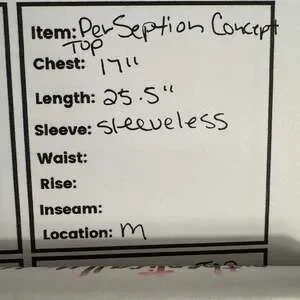 Item: PerSeption Concept
Top
Chest: 17"
Length: 25.5"
Sleeve: Sleeveless
Waist:
Rise:
Inseam:
Location: M